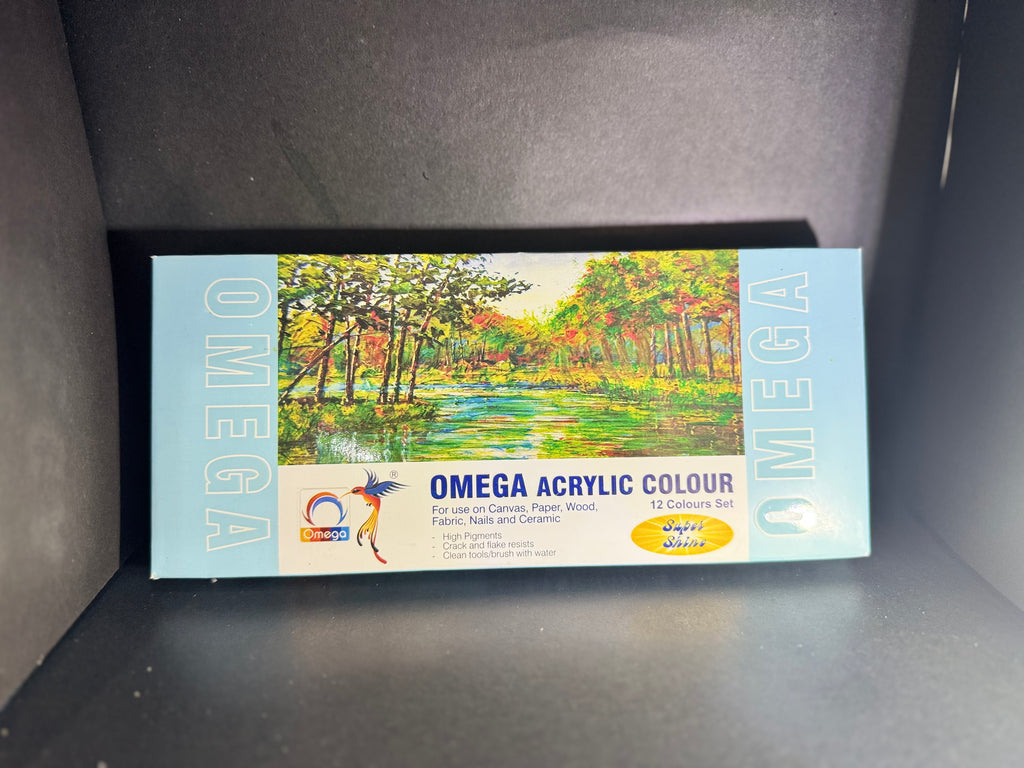 OMEGA
OMEGA
®
Omega
OMEGA ACRYLIC COLOUR
12 Colours Set
For use on Canvas, Paper, Wood,
Fabric, Nails and Ceramic
- High Pigments
- Crack and flake resists
- Clean tools/brush with water
Super
Shine